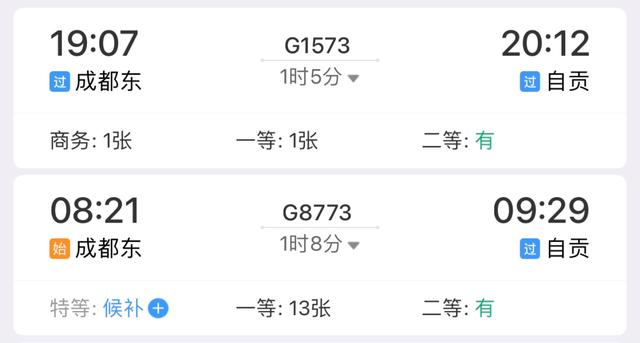 19:07 G1573 20:12
过 成都东 1时5分 过 自贡
商务: 1张 一等: 1张 二等: 有
08:21 G8773 09:29
始 成都东 1时8分 过 自贡
特等: 候补 一等: 13张 二等: 有